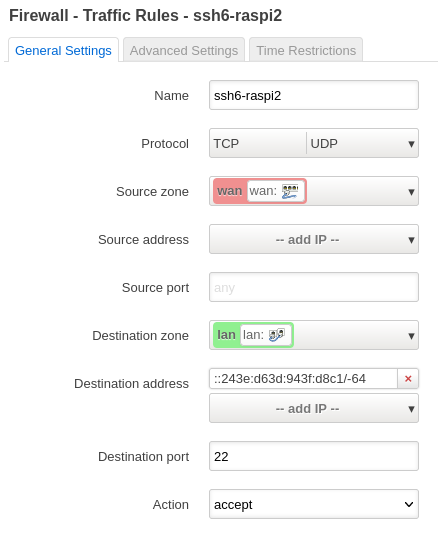 Firewall - Traffic Rules - ssh6-raspi2
General Settings Advanced Settings Time Restrictions
Name ssh6-raspi2
Protocol TCP UDP
Source zone wan wan:
Source address -- add IP --
Source port any
Destination zone lan lan:
Destination address ::243e:d63d:943f:d8c1/-64 ×
-- add IP --
Destination port 22
Action accept